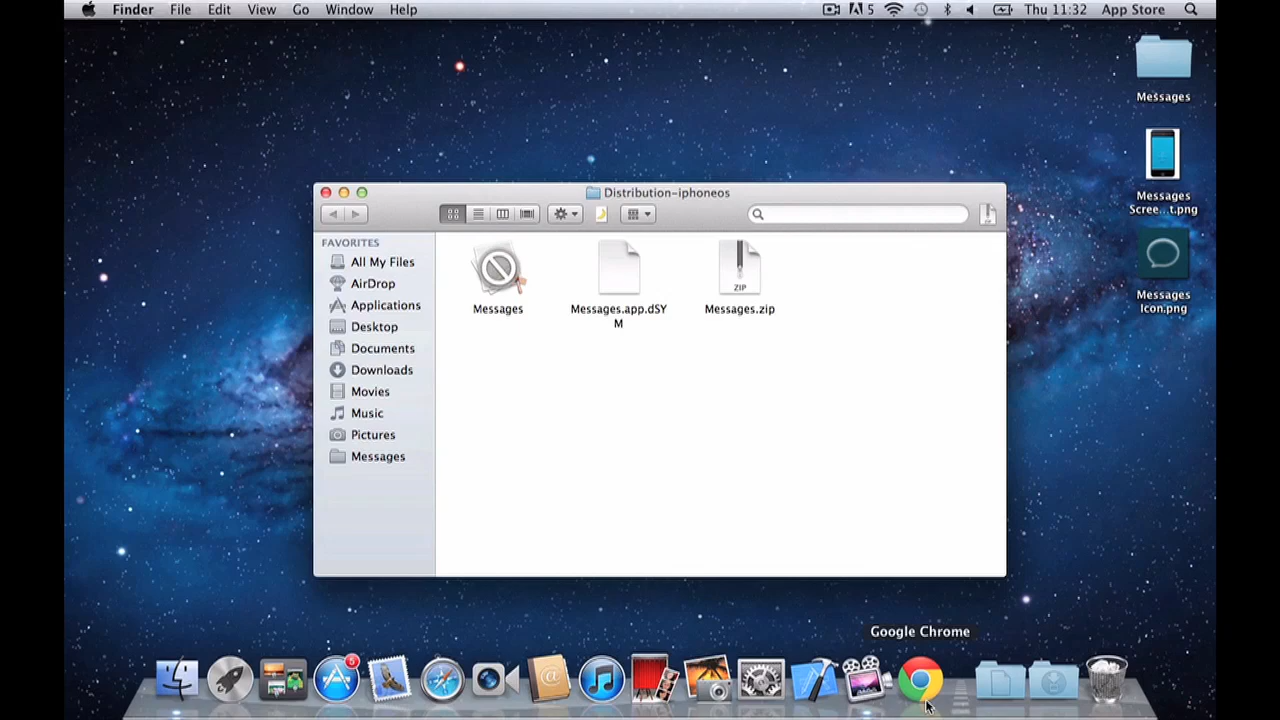 Finder File Edit View Go Window Help 5 Thu 11:32 App Store
Messages
Messages
Scree...t.png
Messages
Icon.png
Distribution-iphoneos
FAVORITES
All My Files
AirDrop
Applications
Desktop
Documents
Downloads
Movies
Music
Pictures
Messages
ZIP
Messages
Messages.app.dSY
M
Messages.zip
Google Chrome
5